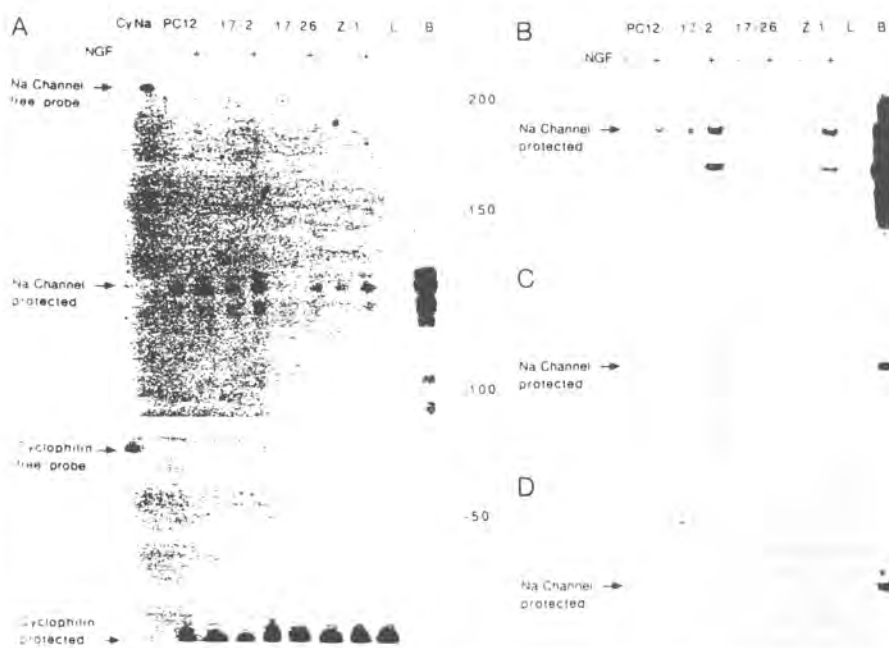 A
CyNa PC12 17-2 17-26 Z-1 L B
NGF + + + +
Na Channel
free probe
Na Channel
protected
Cyclophilin
free probe
Cyclophilin
protected
B
PC12 17-2 17-26 Z 1 L B
NGF - + + - + - +
200
Na Channel
protected
150
C
Na Channel
protected
100
D
50
Na Channel
protected